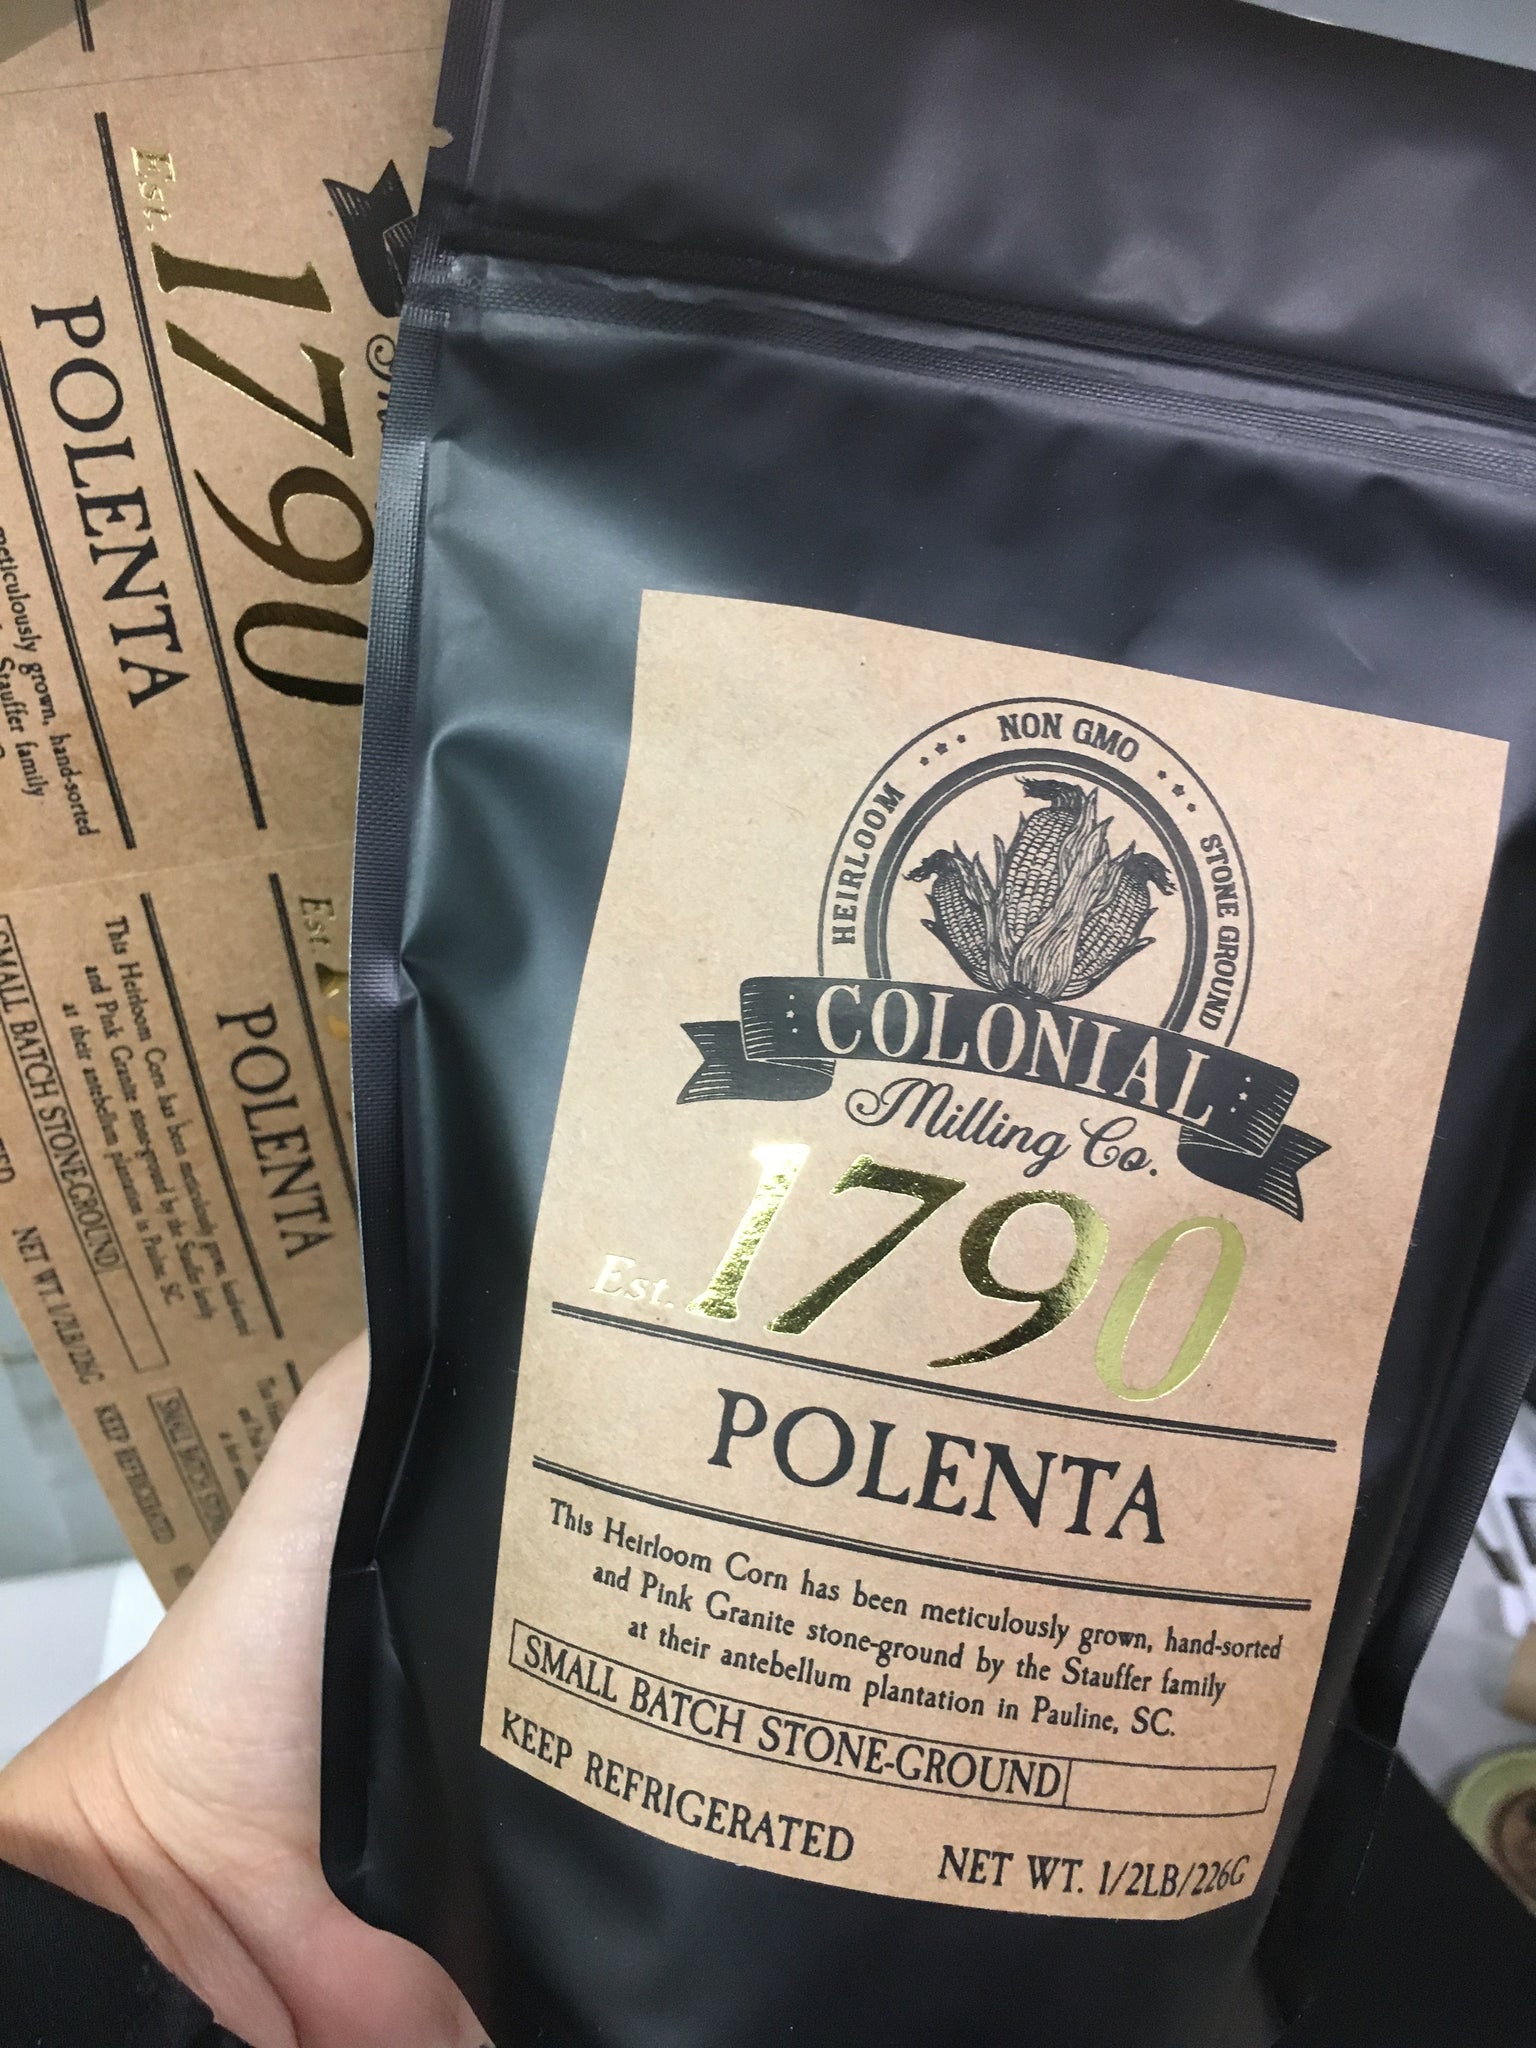 HEIRLOOM NON GMO STONE GROUND
COLONIAL
Milling Co.
Est. 1790
POLENTA
This Heirloom Corn has been meticulously grown, hand-sorted
and Pink Granite stone-ground by the Stauffer family
at their antebellum plantation in Pauline, SC.
SMALL BATCH STONE-GROUND
KEEP REFRIGERATED NET WT. 1/2LB/226G
Est. 1790
POLENTA
meticulously grown, hand-sorted
Stauffer family
Est.
POLENTA
This Heirloom Corn has been meticulously grown, hand-sorted
and Pink Granite stone-ground by the Stauffer family
at their antebellum plantation in Pauline, SC.
SMALL BATCH STONE-GROUND
NET WT. 1/2LB/226G
KEEP REFRIGERATED
SMALL BATCH